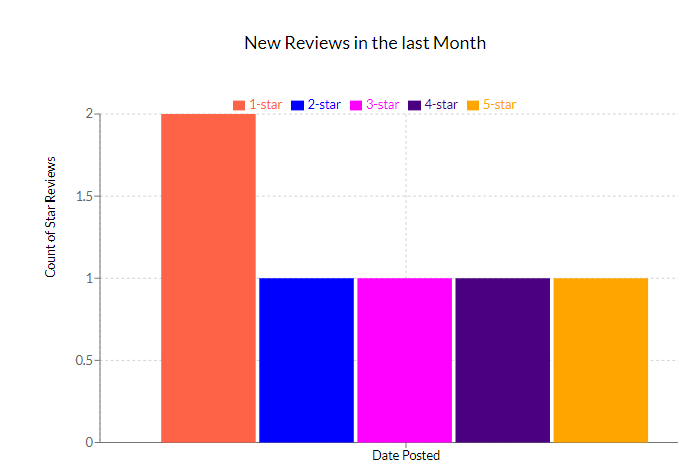 New Reviews in the last Month
1-star 2-star 3-star 4-star 5-star
Count of Star Reviews
2
1.5
1
0.5
0
Date Posted